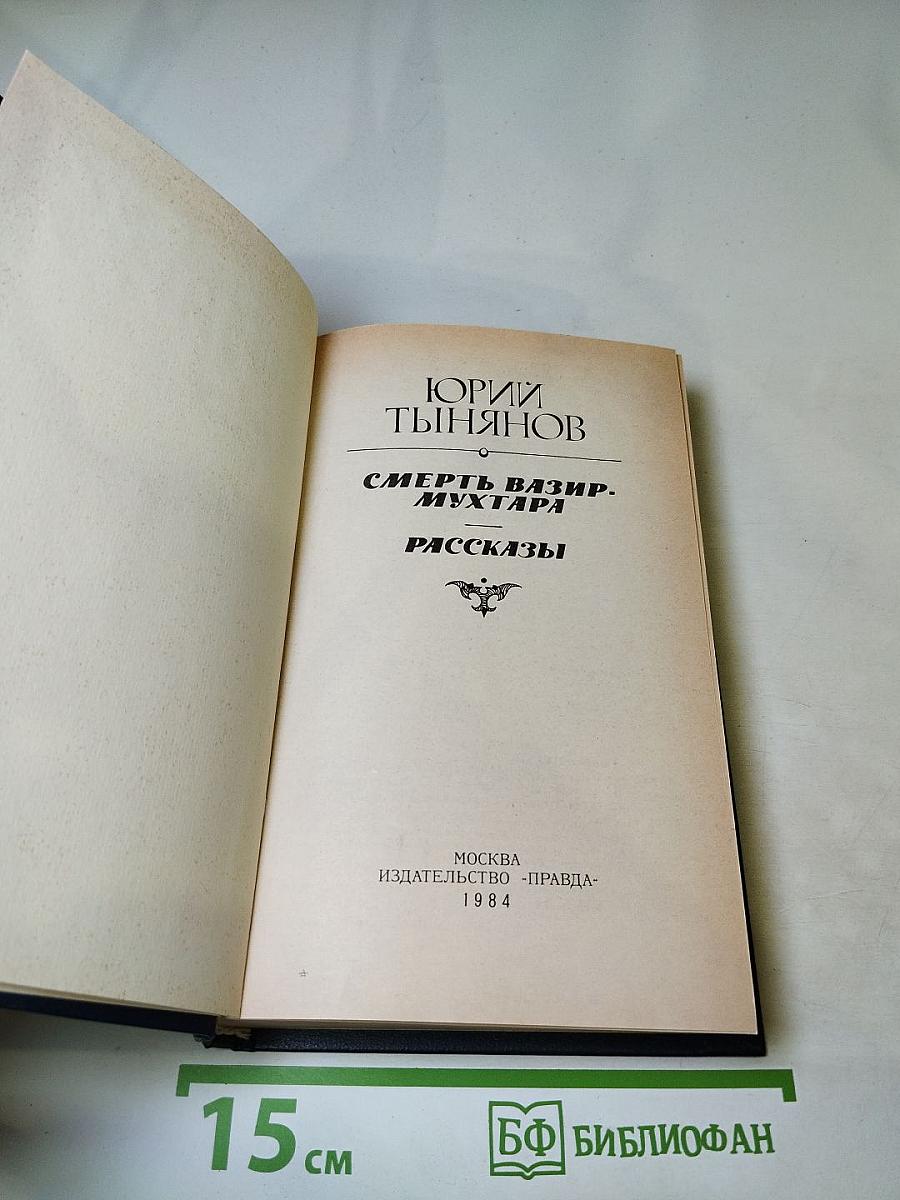 ЮРИЙ
ТЫНЯНОВ
СМЕРТЬ ВАЗИР-
МУХТАРА
РАССКАЗЫ
МОСКВА
ИЗДАТЕЛЬСТВО «ПРАВДА»
1984
15 см
БФ БИБЛИОФАН